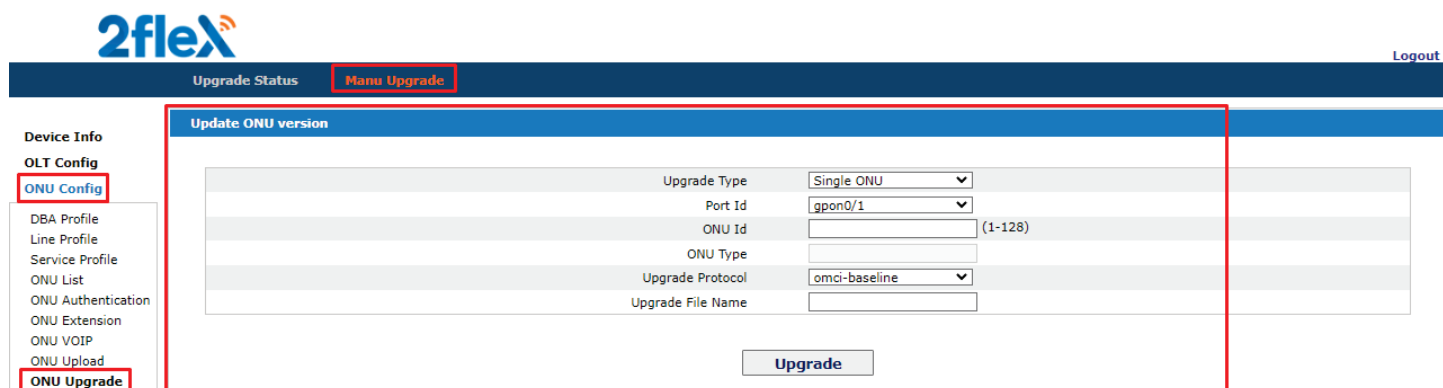 2flex
Logout
Upgrade Status Manu Upgrade
Update ONU version
Device Info
OLT Config
ONU Config
DBA Profile
Line Profile
Service Profile
ONU List
ONU Authentication
ONU Extension
ONU VOIP
ONU Upload
ONU Upgrade
Upgrade Type Single ONU
Port Id gpon0/1
ONU Id (1-128)
ONU Type
Upgrade Protocol omci-baseline
Upgrade File Name
Upgrade